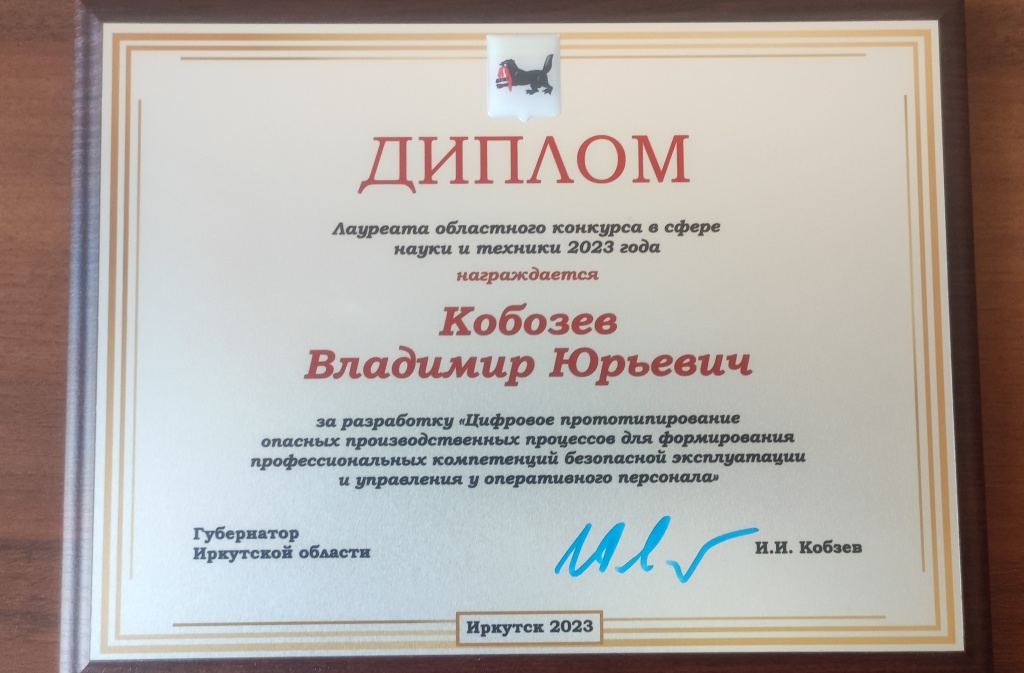 ДИПЛОМ
Лауреата областного конкурса в сфере
науки и техники 2023 года
награждается
Кобозев
Владимир Юрьевич
за разработку «Цифровое прототипирование
опасных производственных процессов для формирования
профессиональных компетенций безопасной эксплуатации
и управления у оперативного персонала»
Губернатор
Иркутской области
И.И. Кобзев
Иркутск 2023